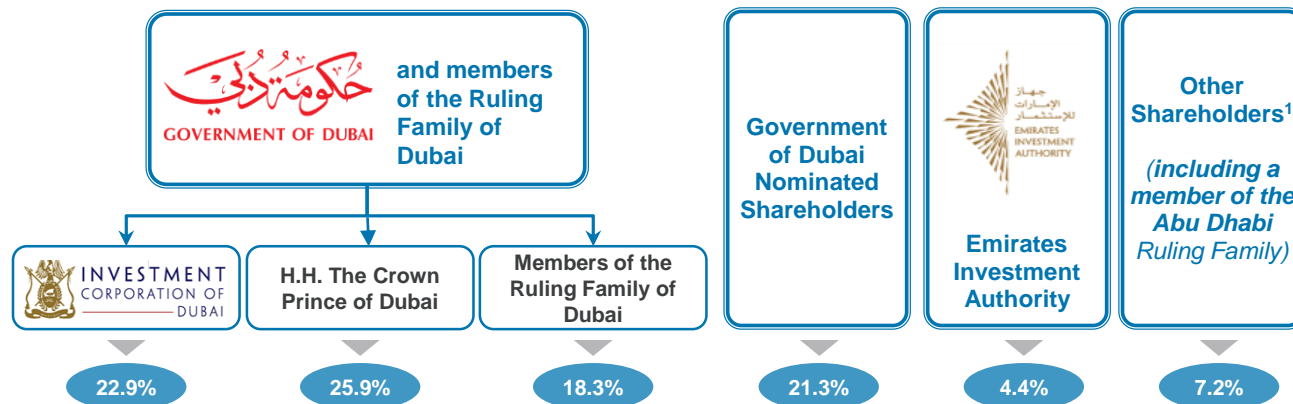 حكومة دبي
GOVERNMENT OF DUBAI
and members
of the Ruling
Family of
Dubai
INVESTMENT
CORPORATION OF
DUBAI
H.H. The Crown
Prince of Dubai
Members of the
Ruling Family of
Dubai
Government
of Dubai
Nominated
Shareholders
جهاز
الإمارات
للإستثمار
EMIRATES
INVESTMENT
AUTHORITY
Emirates
Investment
Authority
Other
Shareholders¹
(including a
member of the
Abu Dhabi
Ruling Family)
22.9%
25.9%
18.3%
21.3%
4.4%
7.2%